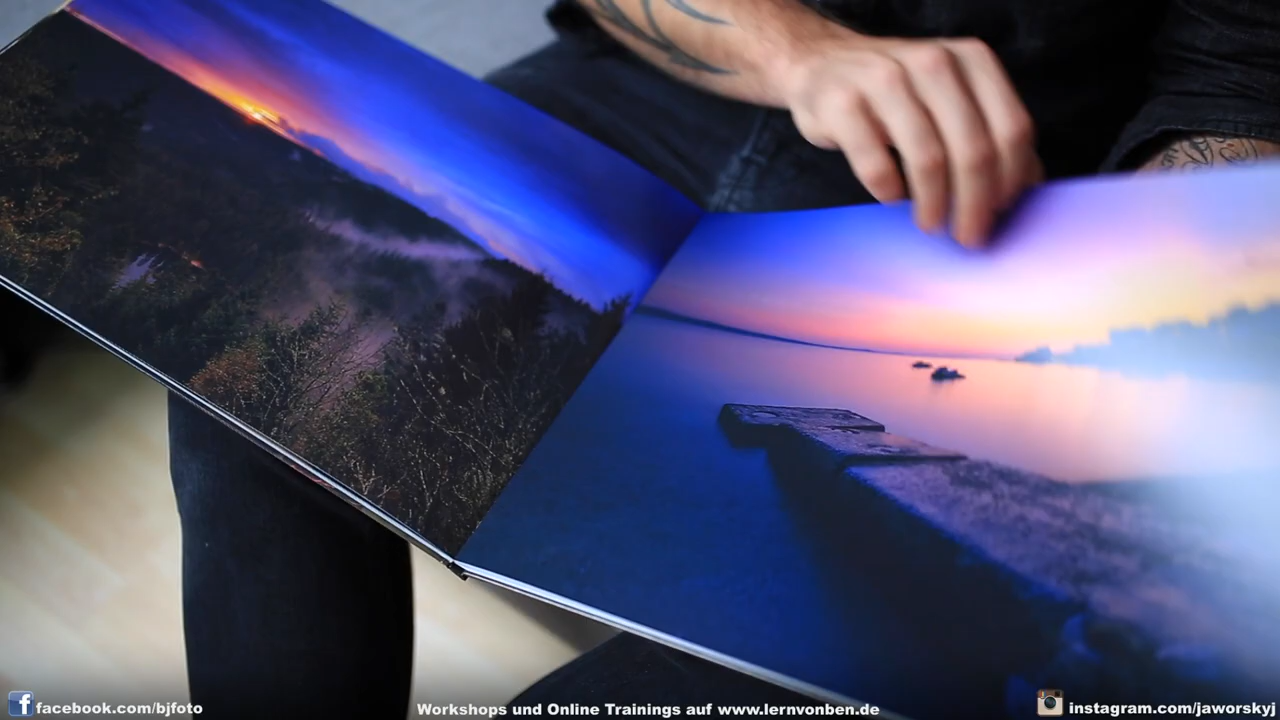 facebook.com/bjfoto
Workshops und Online Trainings auf www.lernvonben.de
instagram.com/jaworskyj